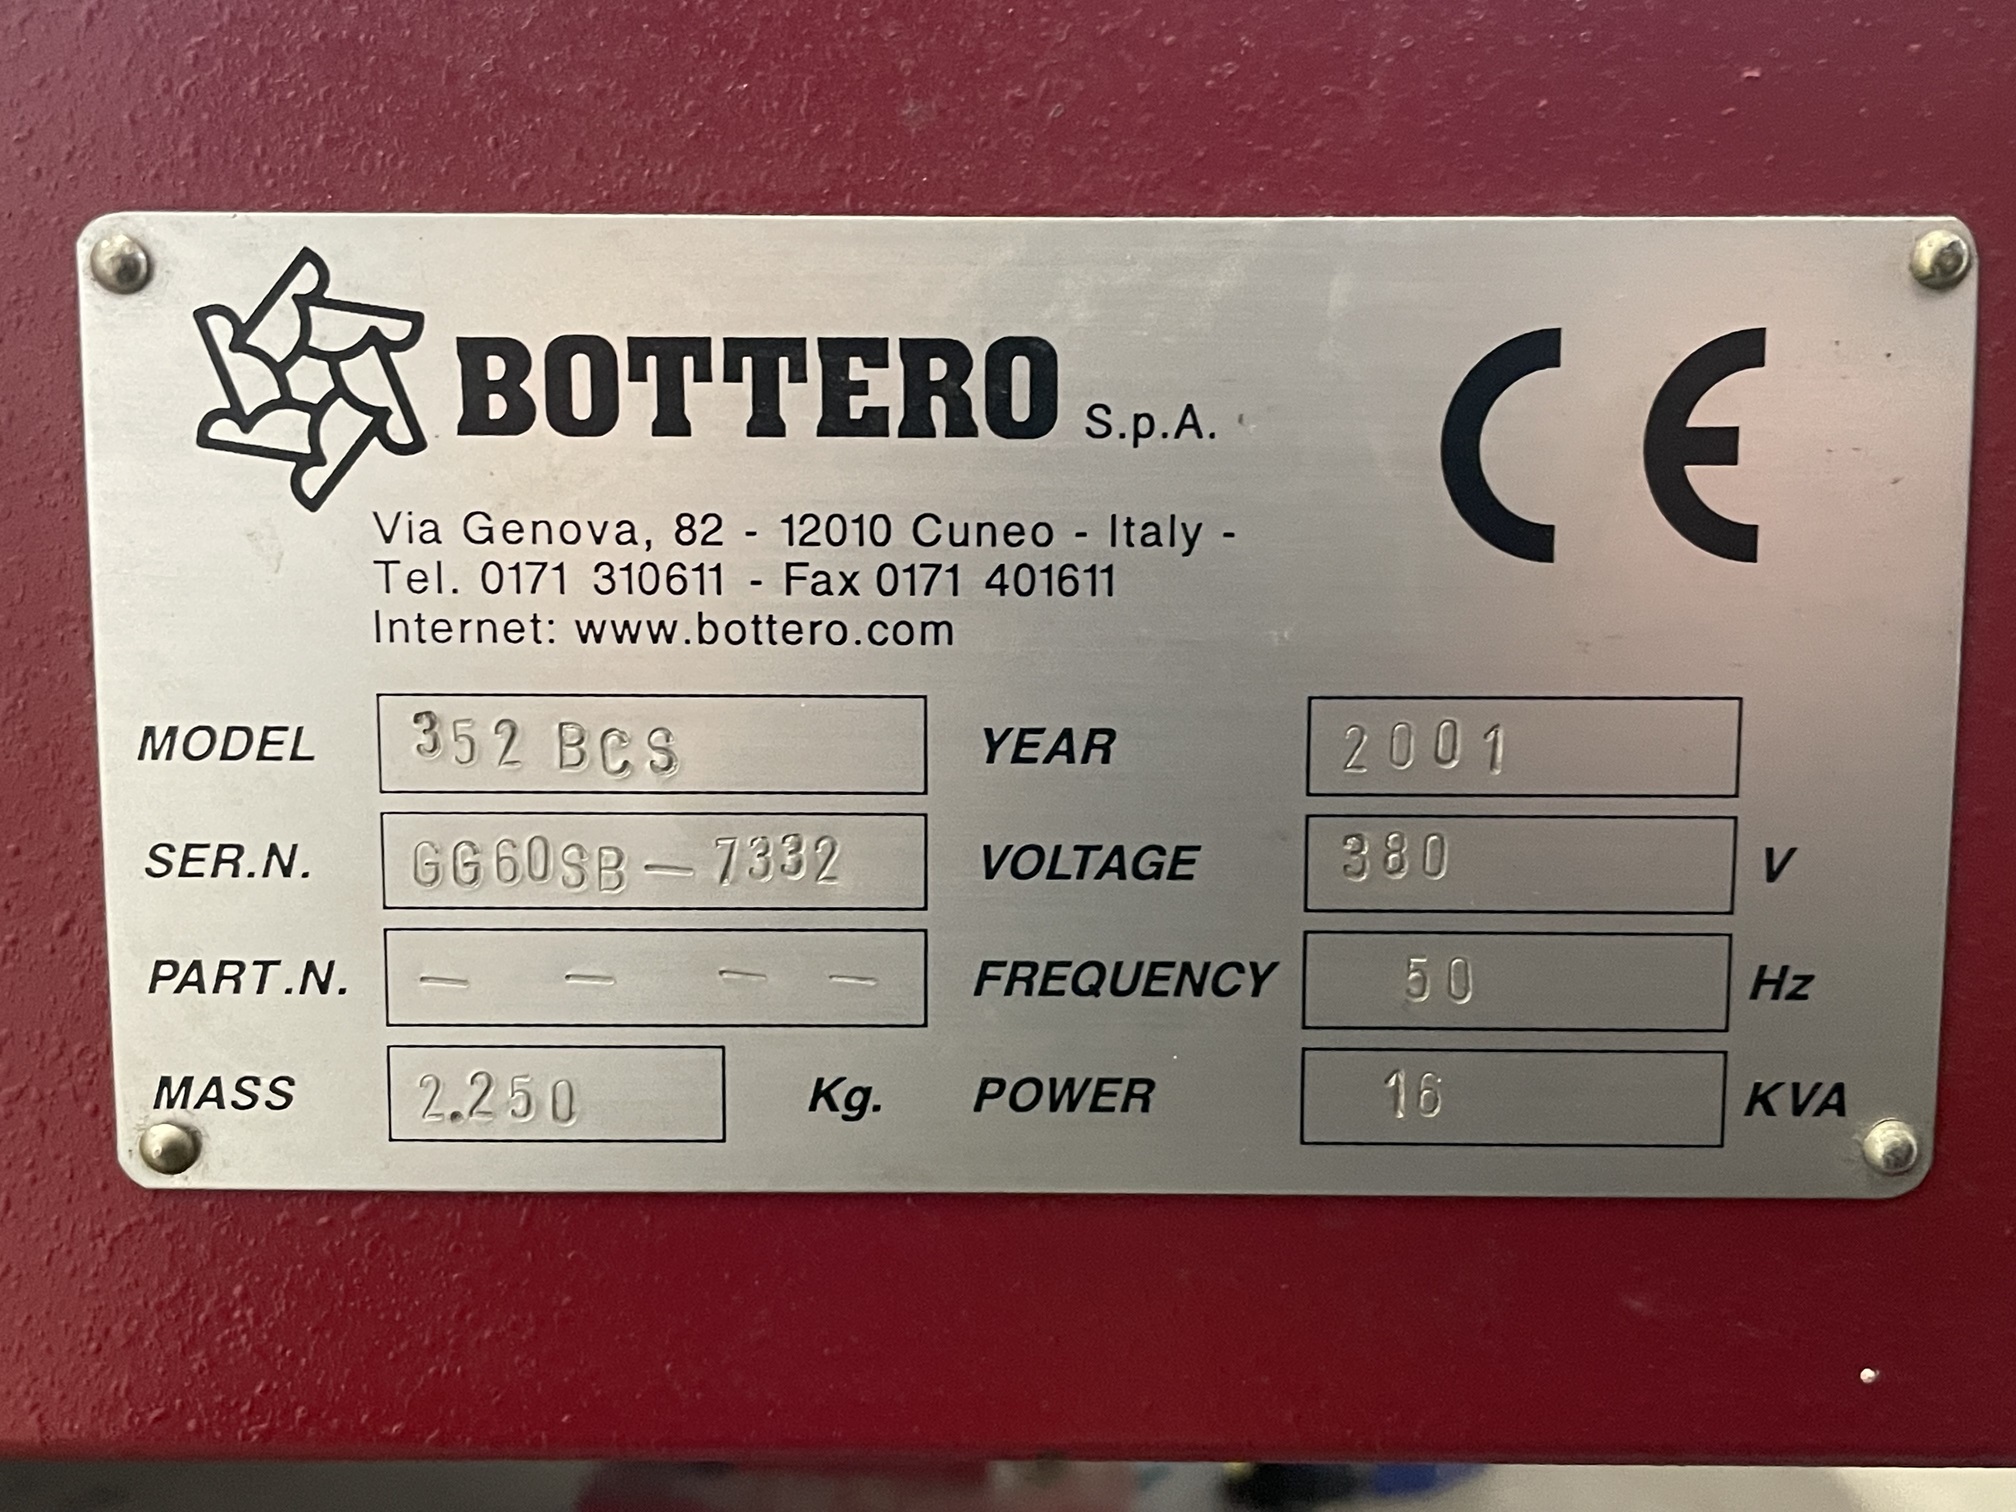 BOTTERO S.p.A.
CE
Via Genova, 82 - 12010 Cuneo - Italy -
Tel. 0171 310611 - Fax 0171 401611
Internet: www.bottero.com
MODEL 352 BCS YEAR 2001
SER.N. GG60SB - 7332 VOLTAGE 380 V
PART.N. - - - - FREQUENCY 50 Hz
MASS 2.250 Kg. POWER 16 KVA